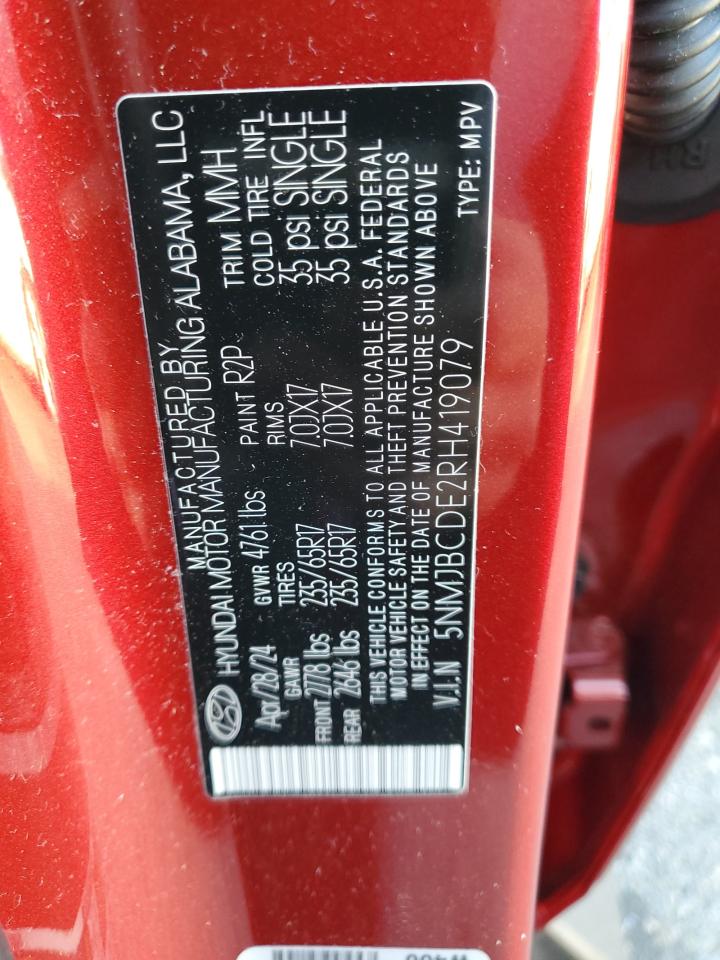 MANUFACTURED BY
HYUNDAI MOTOR MANUFACTURING ALABAMA, LLC
Apr/28/24 GVWR 4761 lbs PAINT R2P TRIM MMH
GAWR TIRES RIMS COLD TIRE INFL
FRONT 2778 lbs 235/65R17 7.0JX17 35 psi SINGLE
REAR 2646 lbs 235/65R17 7.0JX17 35 psi SINGLE
THIS VEHICLE CONFORMS TO ALL APPLICABLE U.S.A. FEDERAL
MOTOR VEHICLE SAFETY AND THEFT PREVENTION STANDARDS
IN EFFECT ON THE DATE OF MANUFACTURE SHOWN ABOVE
V.I.N 5NMJBCDE2RH419079 TYPE: MPV